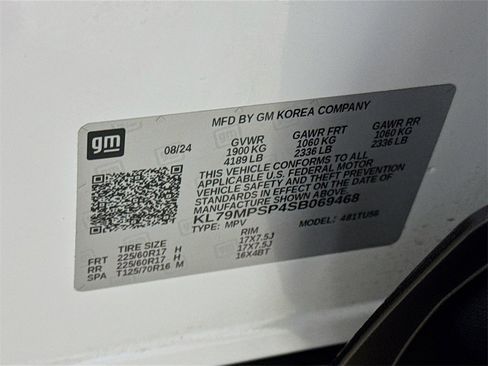 MFD BY GM KOREA COMPANY
gm
08/24 GVWR GAWR FRT GAWR RR
1900 KG 1060 KG 1060 KG
4189 LB 2336 LB 2336 LB
THIS VEHICLE CONFORMS TO ALL
APPLICABLE U.S. FEDERAL MOTOR
VEHICLE SAFETY AND THEFT PREVENTION
STANDARDS IN EFFECT ON THE DATE OF
MANUFACTURE SHOWN ABOVE.
KL79MPSP4SB069468
TYPE: MPV MODEL: 481TU56
TIRE SIZE RIM
FRT 225/60R17 H 17X7.5J
RR 225/60R17 H 17X7.5J
SPA T125/70R16 M 16X4BT